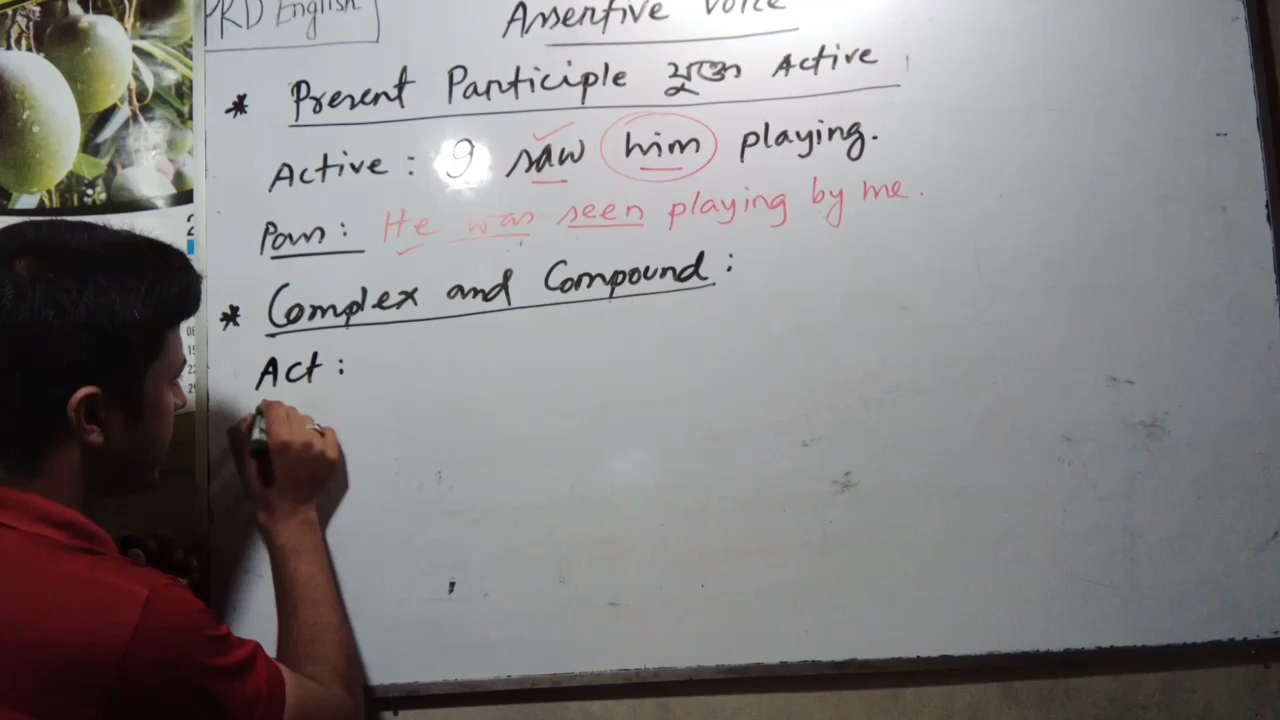 PRD English
Assertive Voice
* Present Participle যুক্ত Active
Active : I saw him playing.
Pass : He was seen playing by me.
* Complex and Compound :
Act :